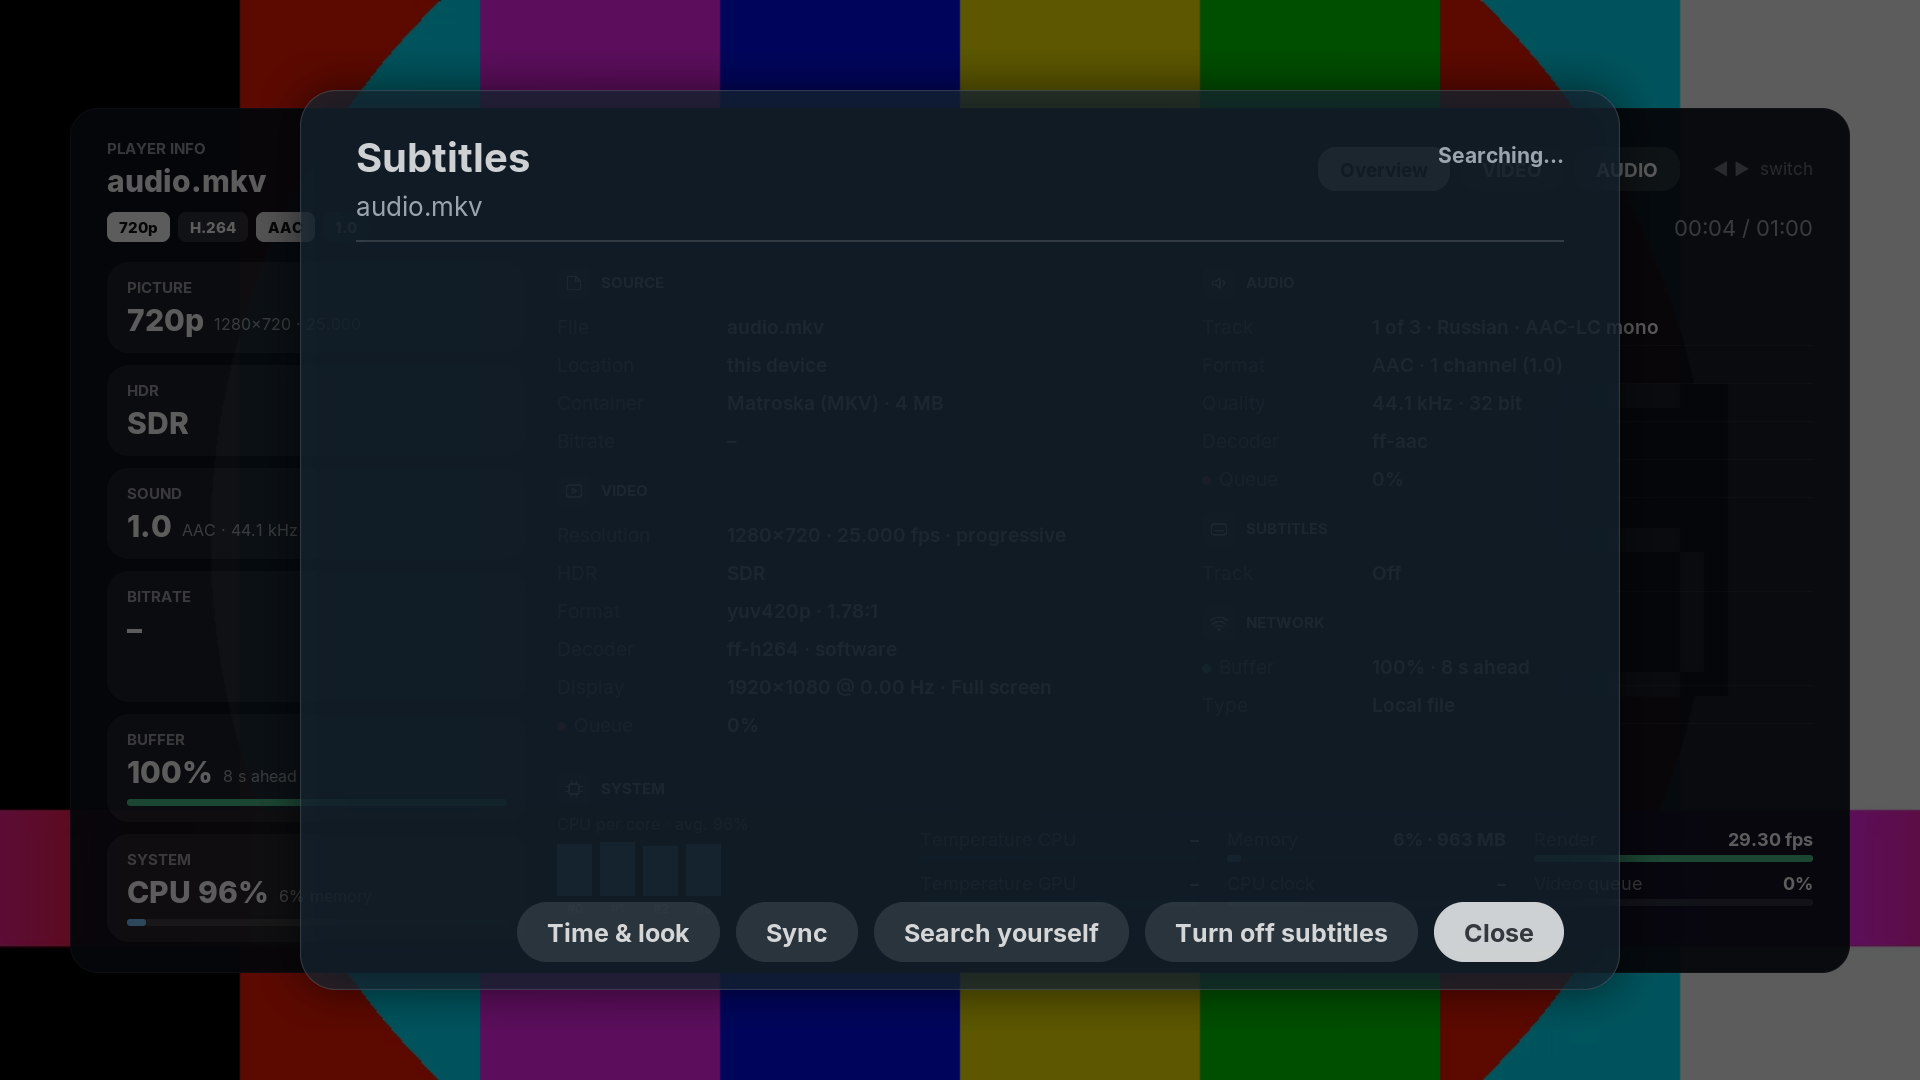 PLAYER INFO
audio.mkv
720p H.264 AAC 1.0
Subtitles
audio.mkv
Searching...
Overview VIDEO AUDIO ◀ ▶ switch
00:04 / 01:00
PICTURE
720p 1280×720 · 25.000
HDR
SDR
SOUND
1.0 AAC · 44.1 kHz
BITRATE
–
BUFFER
100% 8 s ahead
SYSTEM
CPU 96% 6% memory
SOURCE
File audio.mkv
Location this device
Container Matroska (MKV) · 4 MB
Bitrate –
VIDEO
Resolution 1280×720 · 25.000 fps · progressive
HDR SDR
Format yuv420p · 1.78:1
Decoder ff-h264 · software
Display 1920×1080 @ 0.00 Hz · Full screen
Queue 0%
AUDIO
Track 1 of 3 · Russian · AAC-LC mono
Format AAC · 1 channel (1.0)
Quality 44.1 kHz · 32 bit
Decoder ff-aac
Queue 0%
SUBTITLES
Track Off
NETWORK
Buffer 100% · 8 s ahead
Type Local file
SYSTEM
CPU per core · avg. 96%
Temperature CPU – Memory 6% · 963 MB Render 29.30 fps
Temperature GPU – CPU clock – Video queue 0%
Time & look Sync Search yourself Turn off subtitles Close